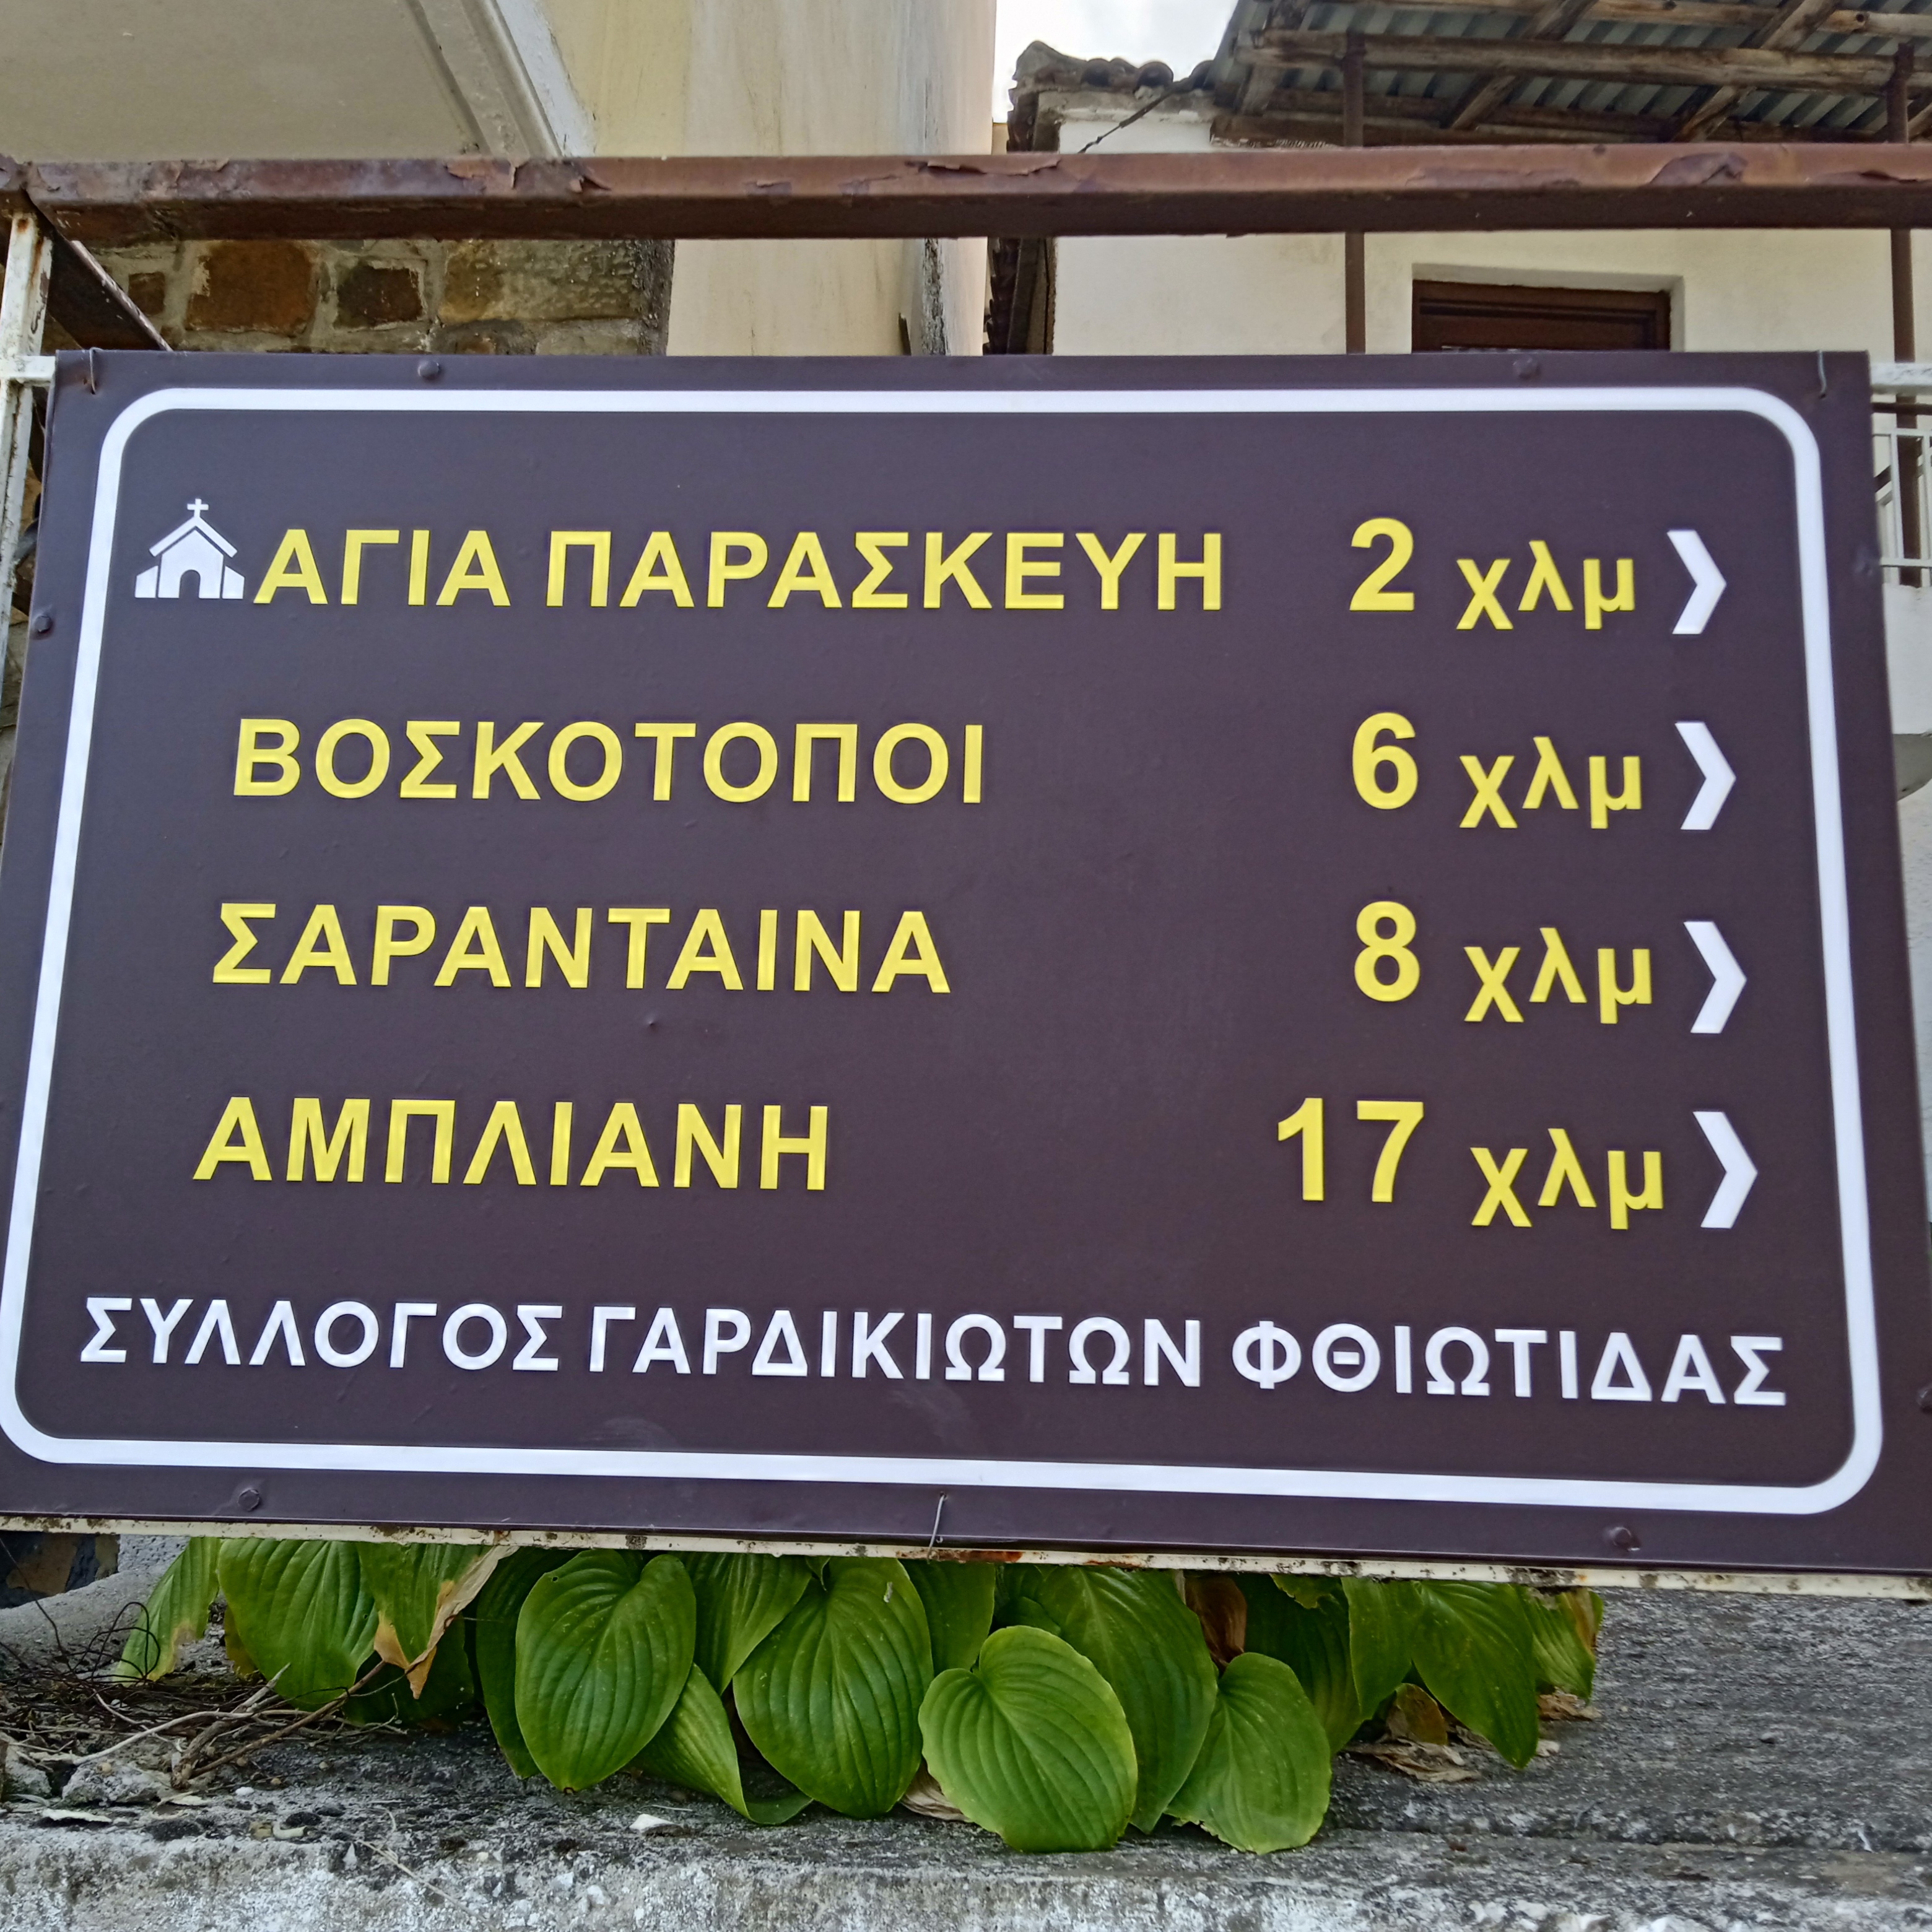 ΑΓΙΑ ΠΑΡΑΣΚΕΥΗ 2 χλμ
ΒΟΣΚΟΤΟΠΟΙ 6 χλμ
ΣΑΡΑΝΤΑΙΝΑ 8 χλμ
ΑΜΠΛΙΑΝΗ 17 χλμ
ΣΥΛΛΟΓΟΣ ΓΑΡΔΙΚΙΩΤΩΝ ΦΘΙΩΤΙΔΑΣ